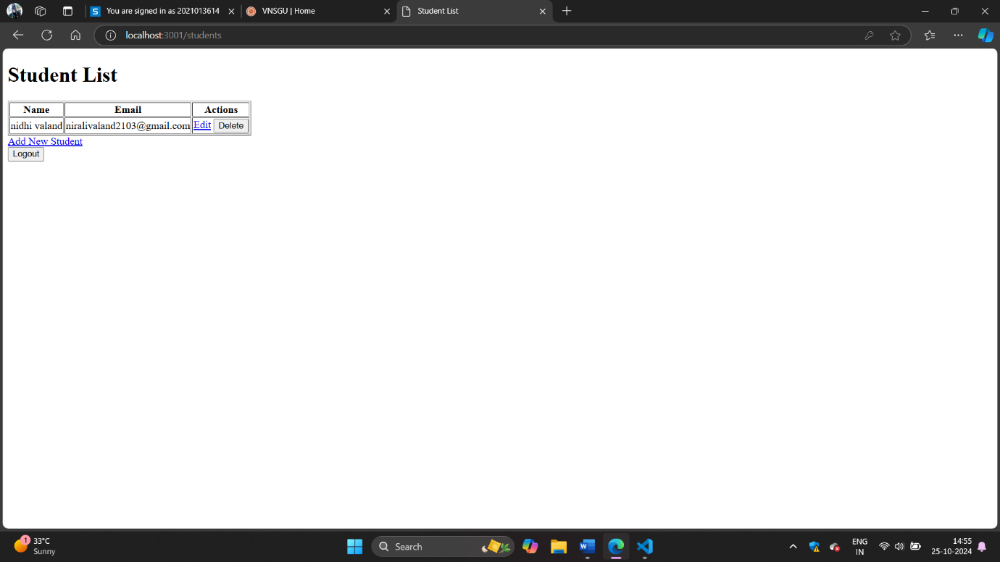 You are signed in as 2021013614
VNSGU | Home
Student List
localhost:3001/students
Student List
Name Email Actions
nidhi valand niralivaland2103@gmail.com Edit Delete
Add New Student
Logout
1
33°C
Sunny
Search
ENG
IN
14:55
25-10-2024